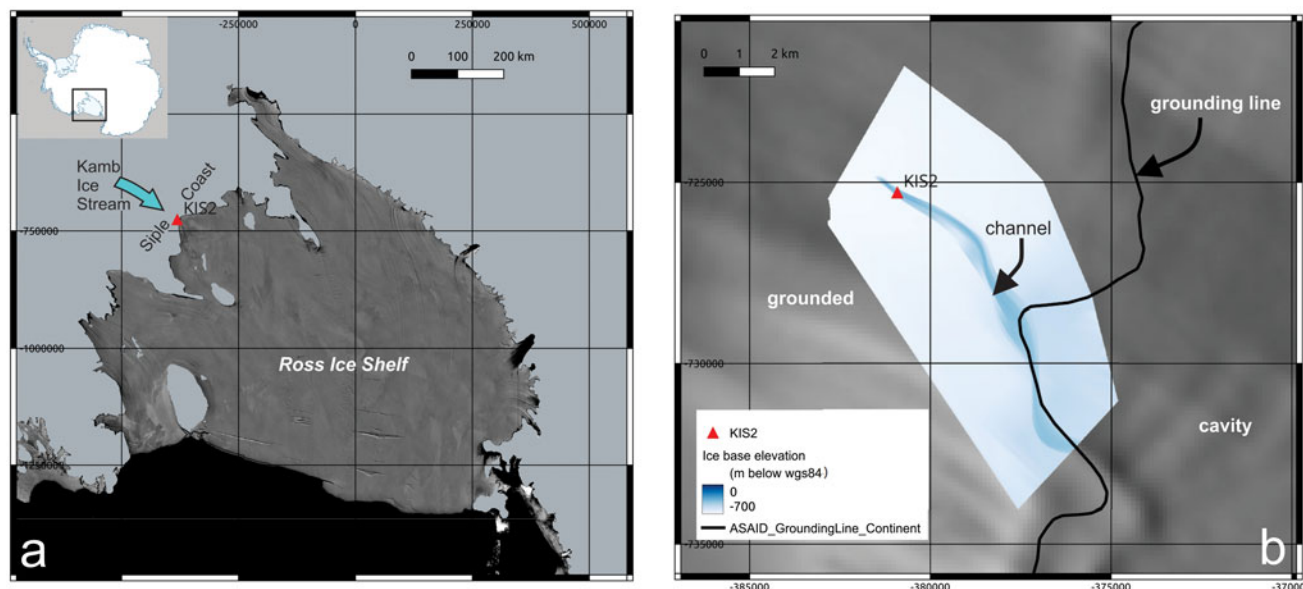 -250000 0 250000 500000
0 100 200 km
Kamb
Ice
Stream
Coast
KIS2
Siple
-750000
-1000000
Ross Ice Shelf
-1250000
a
0 1 2 km
grounding line
-725000
KIS2
channel
grounded
-730000
KIS2
Ice base elevation
(m below wgs84)
0
-700
ASAID_GroundingLine_Continent
cavity
-735000
b
-385000 -380000 -375000 -370000